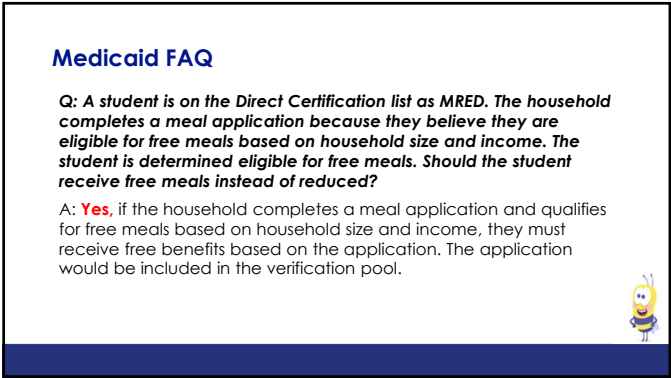 Medicaid FAQ
Q: A student is on the Direct Certification list as MRED. The household
completes a meal application because they believe they are
eligible for free meals based on household size and income. The
student is determined eligible for free meals. Should the student
receive free meals instead of reduced?
A: Yes, if the household completes a meal application and qualifies
for free meals based on household size and income, they must
receive free benefits based on the application. The application
would be included in the verification pool.